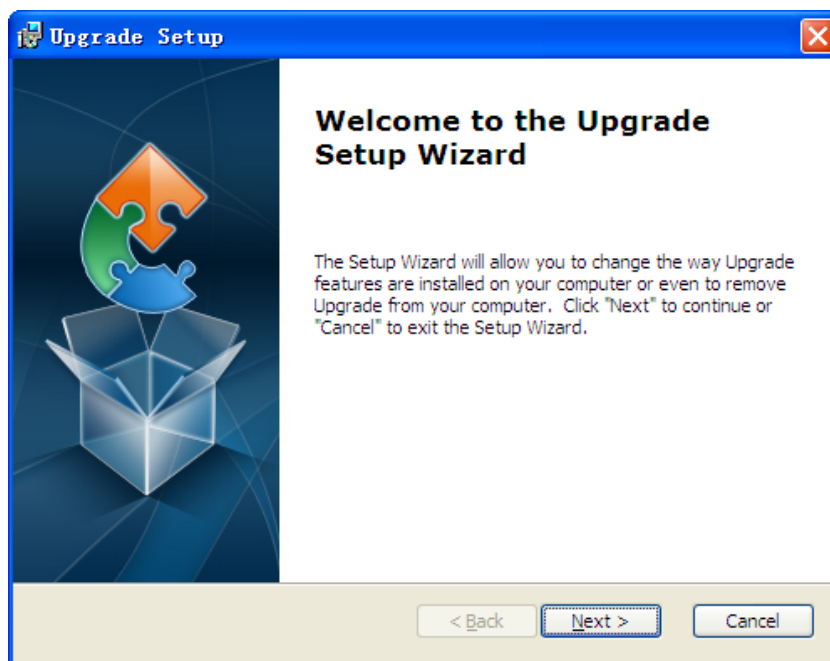 Upgrade Setup
Welcome to the Upgrade
Setup Wizard
The Setup Wizard will allow you to change the way Upgrade
features are installed on your computer or even to remove
Upgrade from your computer.  Click "Next" to continue or
"Cancel" to exit the Setup Wizard.
< Back
Next >
Cancel